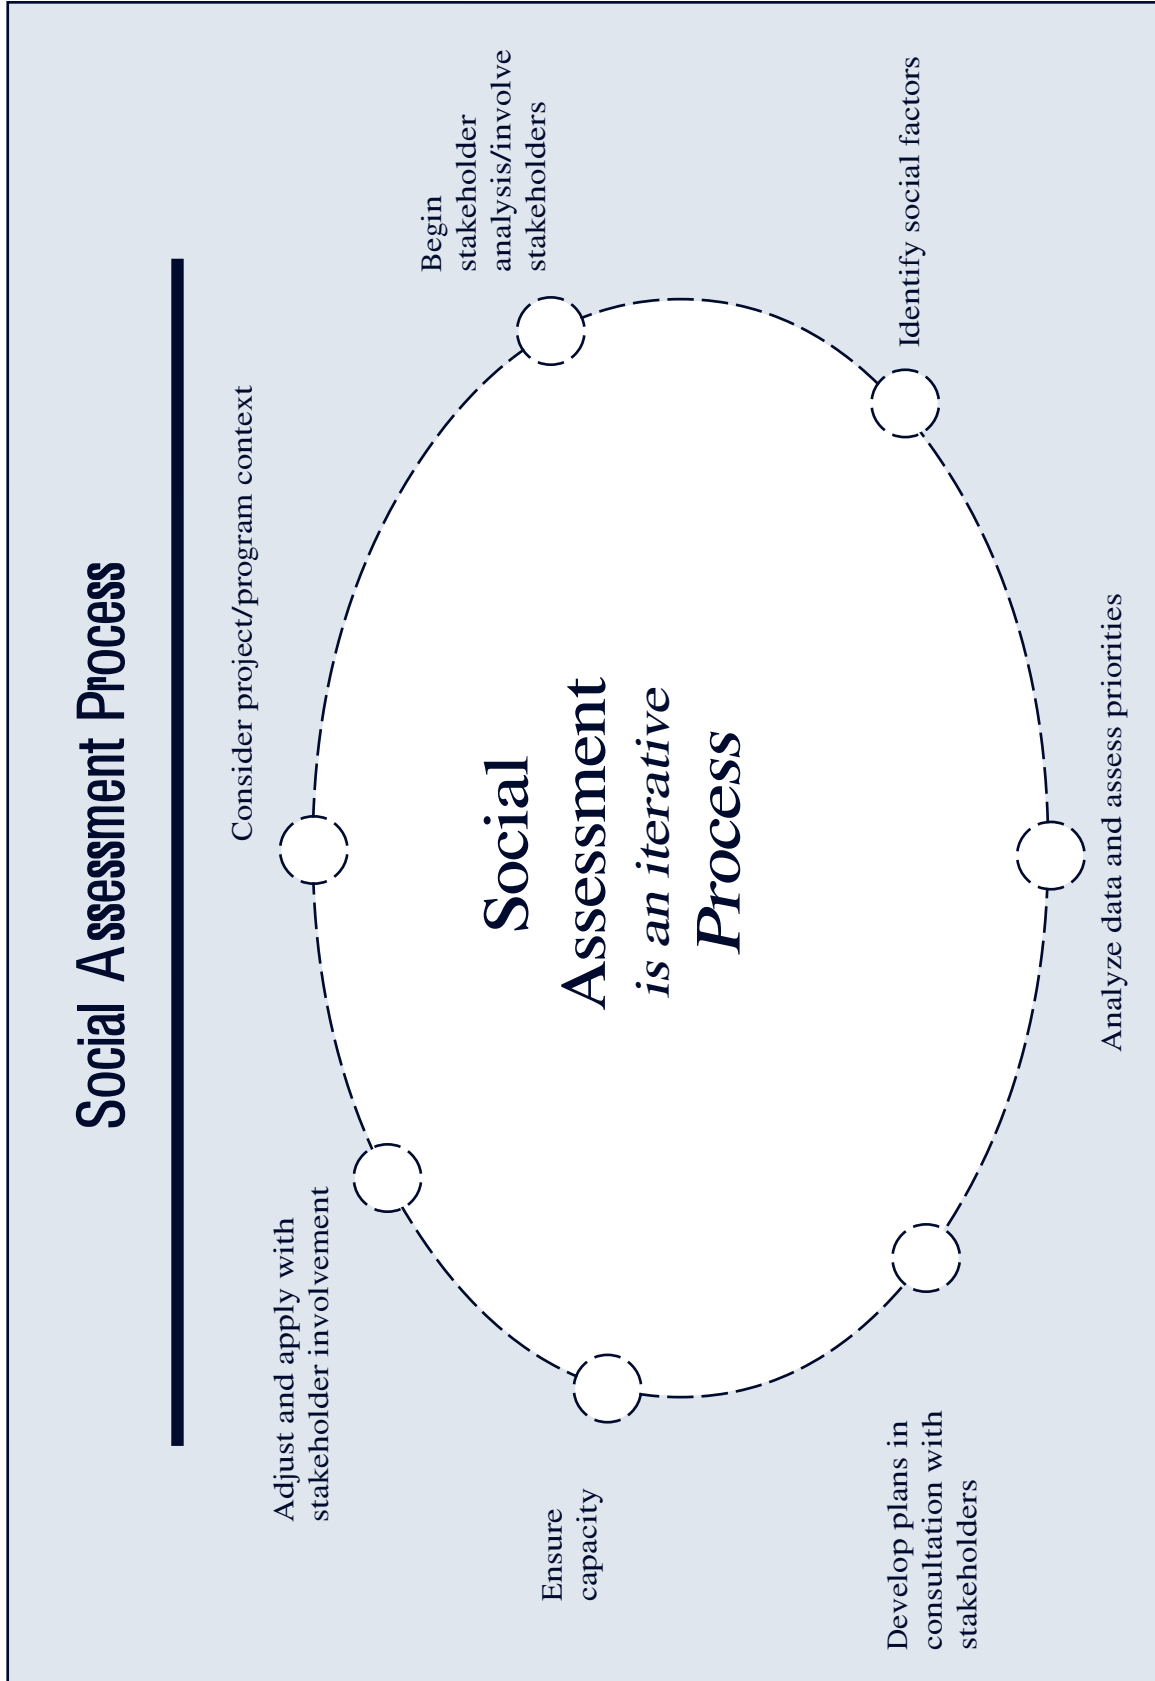 Social Assessment Process
Consider project/program context
Begin
stakeholder
analysis/involve
stakeholders
Identify social factors
Analyze data and assess priorities
Develop plans in
consultation with
stakeholders
Ensure
capacity
Adjust and apply with
stakeholder involvement
Social
Assessment
is an iterative
Process